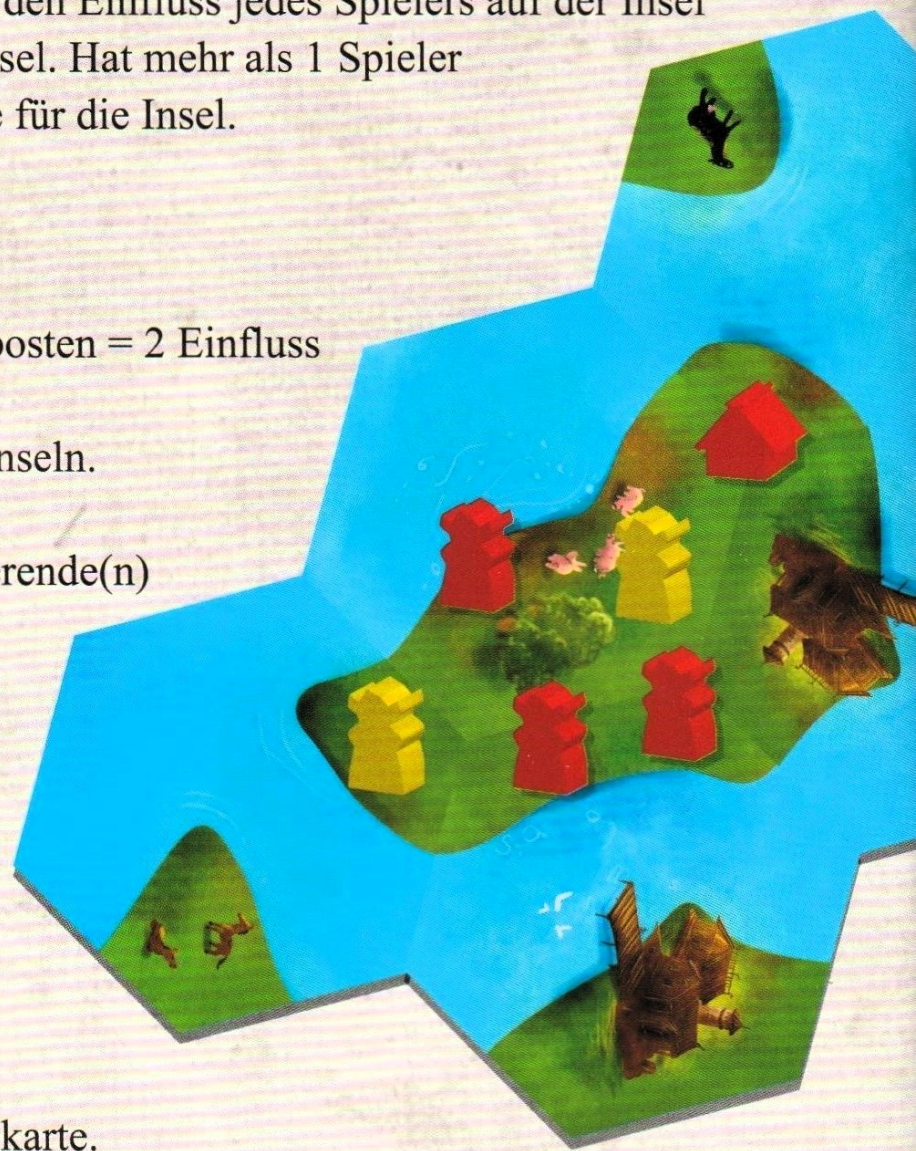 den Einfluss jedes Spielers auf der Insel
sel. Hat mehr als 1 Spieler
für die Insel.
posten = 2 Einfluss
nseln.
rende(n)
karte.